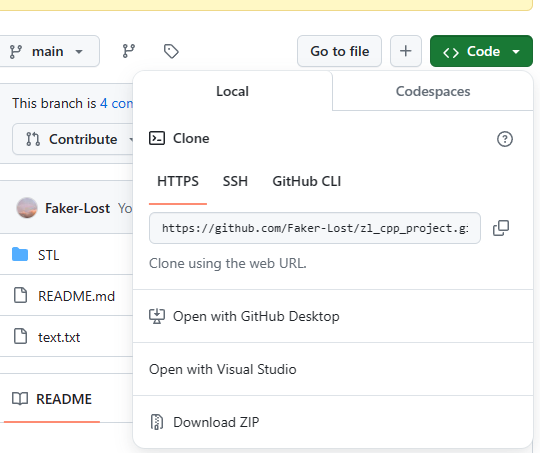 main
Go to file
Code
This branch is 4 com
Contribute
Local
Codespaces
Clone
HTTPS
SSH
GitHub CLI
https://github.com/Faker-Lost/zl_cpp_project.gi
Clone using the web URL.
Open with GitHub Desktop
Open with Visual Studio
Download ZIP
Faker-Lost Yo
STL
README.md
text.txt
README